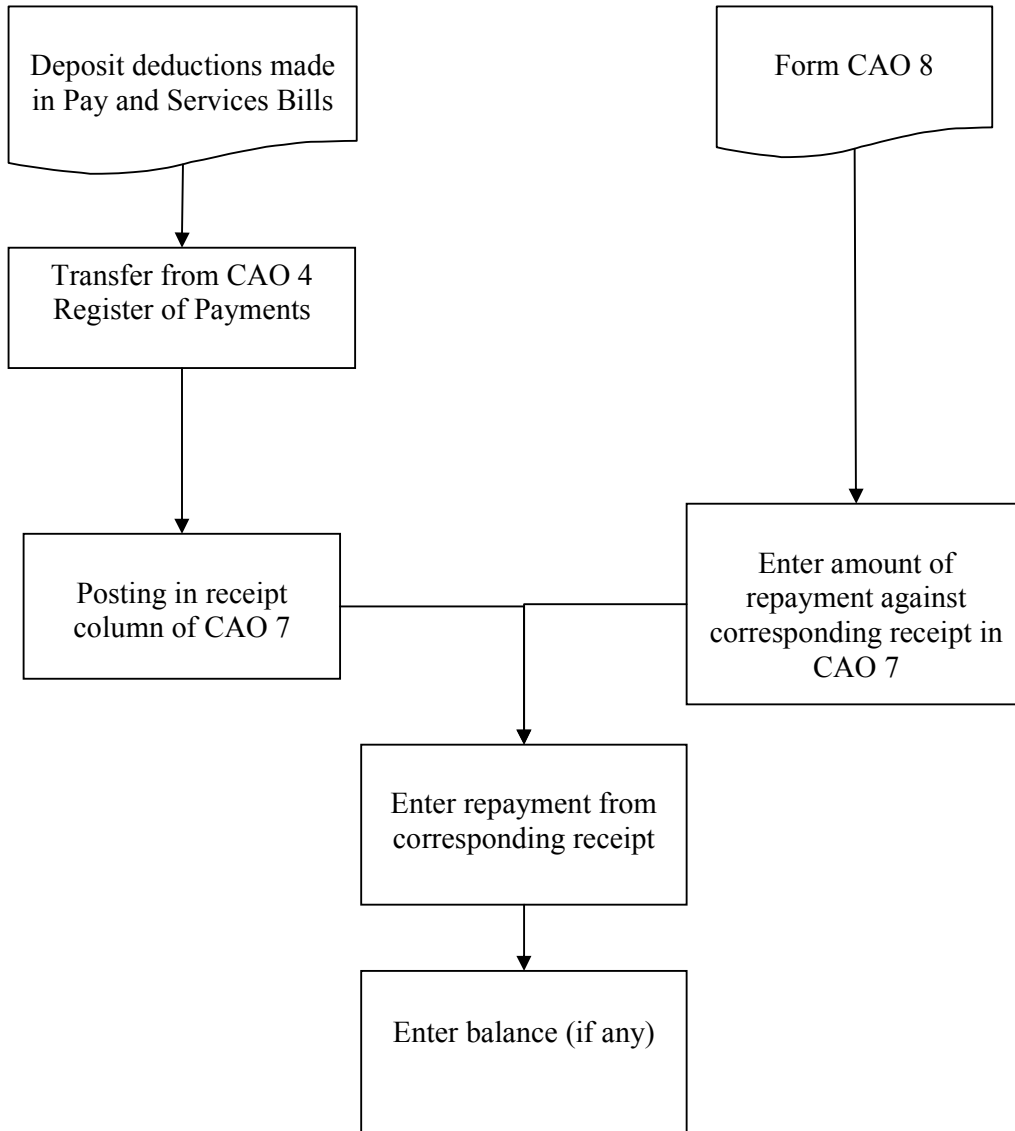 Deposit deductions made
in Pay and Services Bills
Form CAO 8
Transfer from CAO 4
Register of Payments
Posting in receipt
column of CAO 7
Enter amount of
repayment against
corresponding receipt in
CAO 7
Enter repayment from
corresponding receipt
Enter balance (if any)